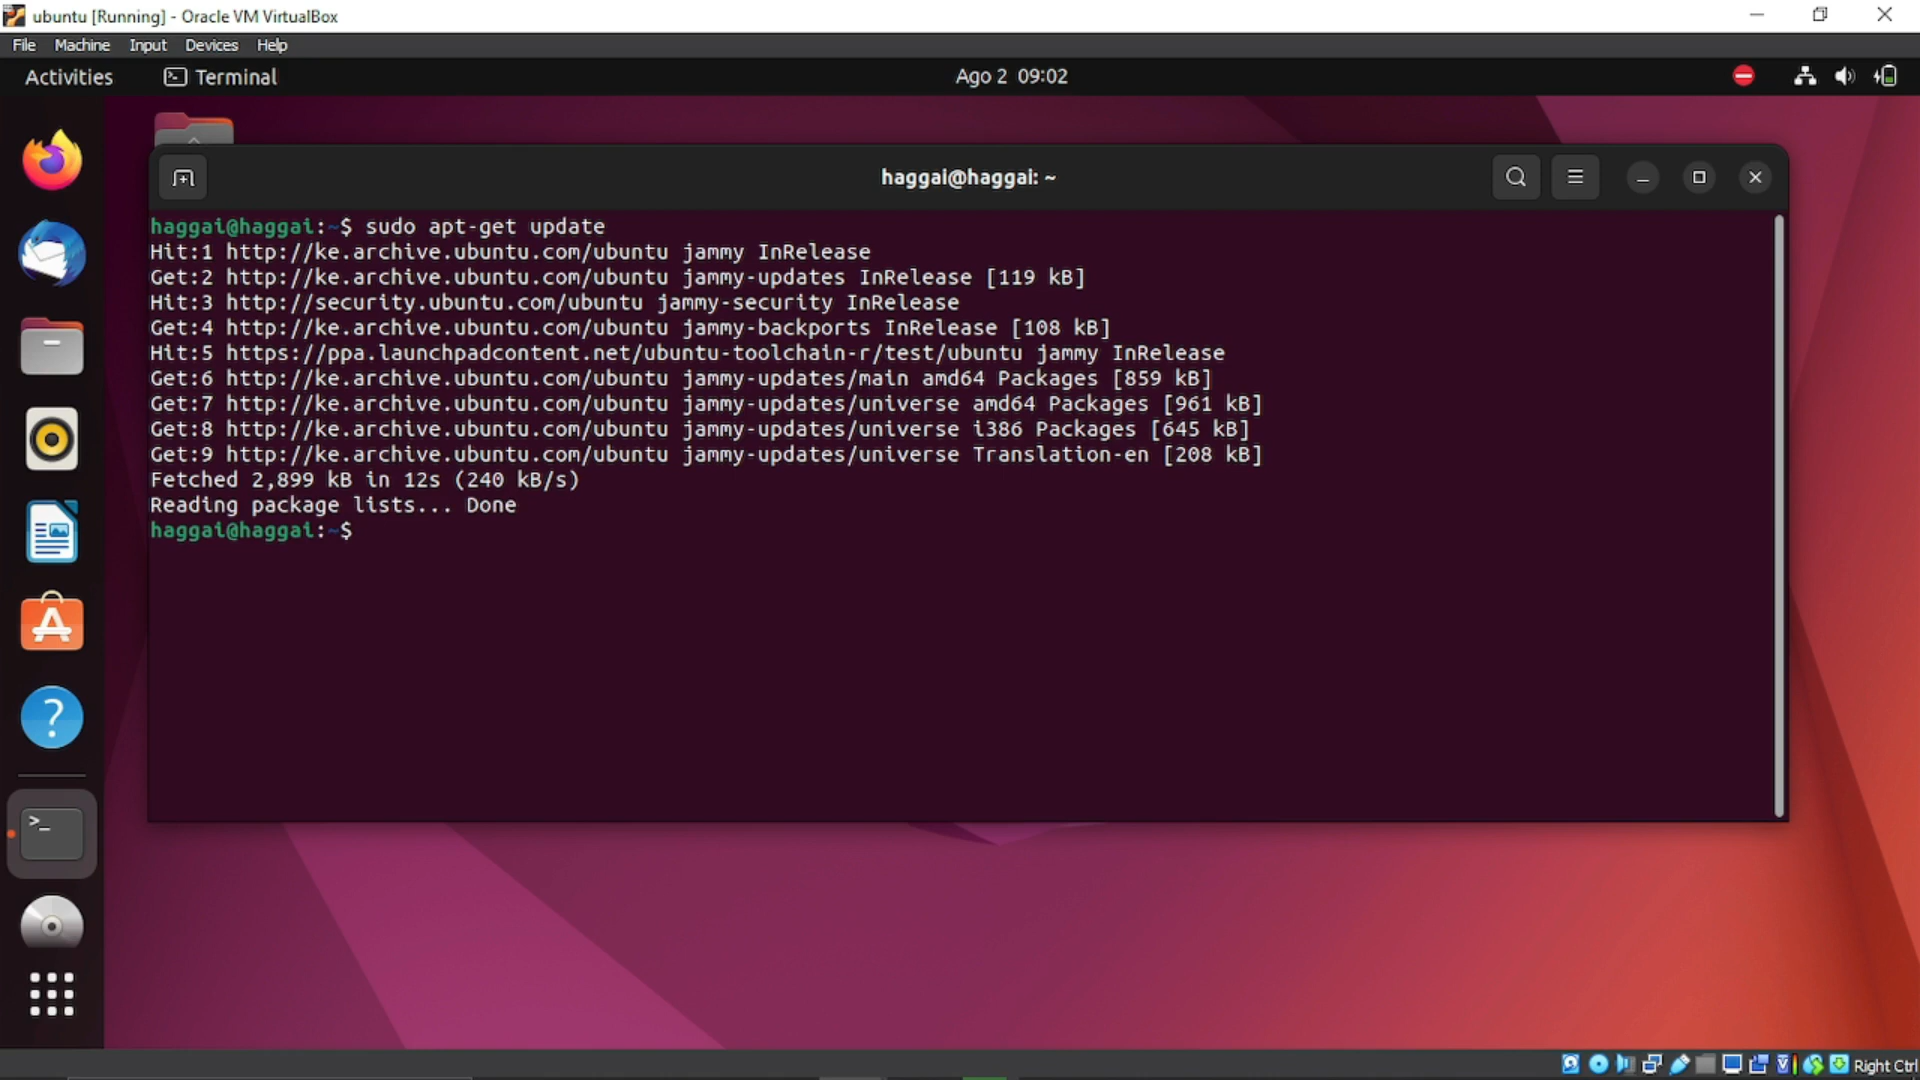 ubuntu [Running] - Oracle VM VirtualBox
File Machine Input Devices Help
Activities Terminal Ago 2 09:02
haggai@haggai: ~
haggai@haggai:~$ sudo apt-get update
Hit:1 http://ke.archive.ubuntu.com/ubuntu jammy InRelease
Get:2 http://ke.archive.ubuntu.com/ubuntu jammy-updates InRelease [119 kB]
Hit:3 http://security.ubuntu.com/ubuntu jammy-security InRelease
Get:4 http://ke.archive.ubuntu.com/ubuntu jammy-backports InRelease [108 kB]
Hit:5 https://ppa.launchpadcontent.net/ubuntu-toolchain-r/test/ubuntu jammy InRelease
Get:6 http://ke.archive.ubuntu.com/ubuntu jammy-updates/main amd64 Packages [859 kB]
Get:7 http://ke.archive.ubuntu.com/ubuntu jammy-updates/universe amd64 Packages [961 kB]
Get:8 http://ke.archive.ubuntu.com/ubuntu jammy-updates/universe i386 Packages [645 kB]
Get:9 http://ke.archive.ubuntu.com/ubuntu jammy-updates/universe Translation-en [208 kB]
Fetched 2,899 kB in 12s (240 kB/s)
Reading package lists... Done
haggai@haggai:~$
Right Ctrl